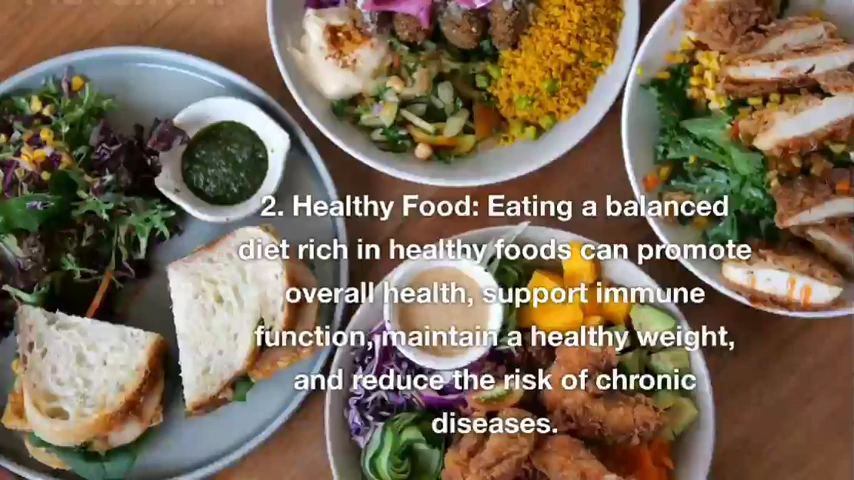 2. Healthy Food: Eating a balanced
diet rich in healthy foods can promote
overall health, support immune
function, maintain a healthy weight,
and reduce the risk of chronic
diseases.